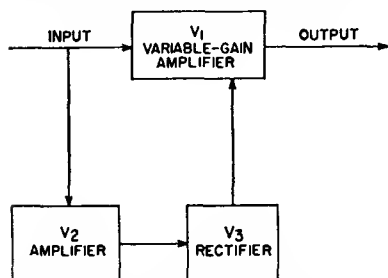 INPUT
V1
VARIABLE-GAIN
AMPLIFIER
OUTPUT
V2
AMPLIFIER
V3
RECTIFIER